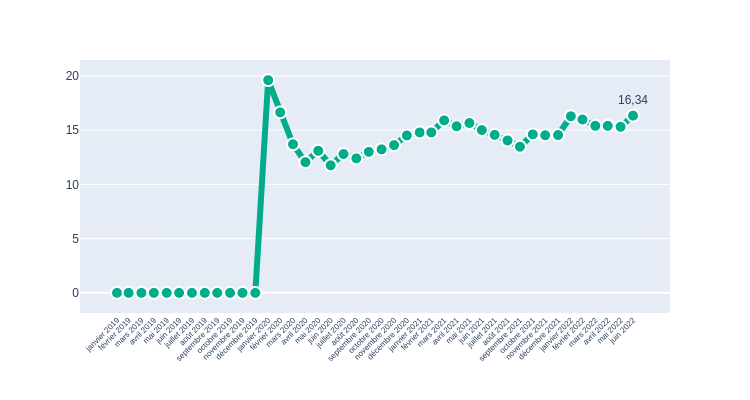 20
16,34
15
10
5
0
janvier 2019
février 2019
mars 2019
avril 2019
mai 2019
juin 2019
juillet 2019
août 2019
septembre 2019
octobre 2019
novembre 2019
décembre 2019
janvier 2020
février 2020
mars 2020
avril 2020
mai 2020
juin 2020
juillet 2020
août 2020
septembre 2020
octobre 2020
novembre 2020
décembre 2020
janvier 2021
février 2021
mars 2021
avril 2021
mai 2021
juin 2021
juillet 2021
août 2021
septembre 2021
octobre 2021
novembre 2021
décembre 2021
janvier 2022
février 2022
mars 2022
avril 2022
mai 2022
juin 2022